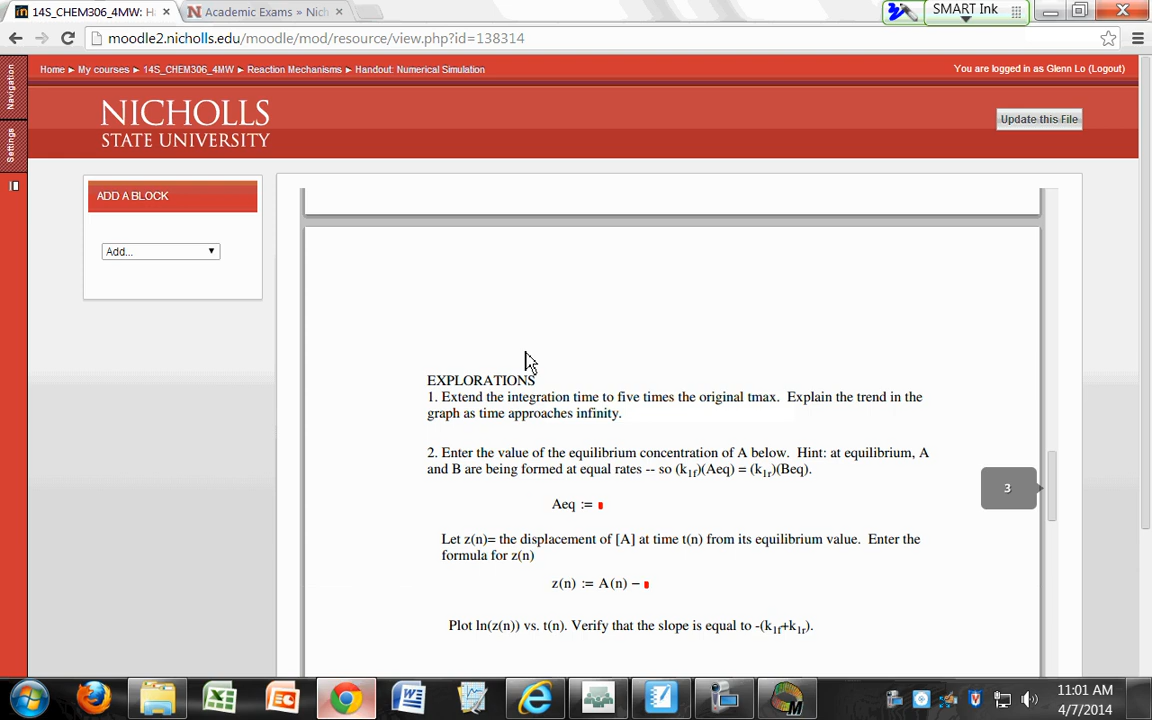 14S_CHEM306_4MW: H
Academic Exams » Nich
SMART Ink
moodle2.nicholls.edu/moodle/mod/resource/view.php?id=138314
Navigation
Settings
Home ► My courses ► 14S_CHEM306_4MW ► Reaction Mechanisms ► Handout: Numerical Simulation
You are logged in as Glenn Lo (Logout)
NICHOLLS
STATE UNIVERSITY
Update this File
ADD A BLOCK
Add...
EXPLORATIONS
1. Extend the integration time to five times the original tmax. Explain the trend in the
graph as time approaches infinity.
2. Enter the value of the equilibrium concentration of A below. Hint: at equilibrium, A
and B are being formed at equal rates -- so (k1f)(Aeq) = (k1r)(Beq).
Aeq :=
3
Let z(n)= the displacement of [A] at time t(n) from its equilibrium value. Enter the
formula for z(n)
z(n) := A(n) −
Plot ln(z(n)) vs. t(n). Verify that the slope is equal to -(k1f+k1r).
11:01 AM
4/7/2014